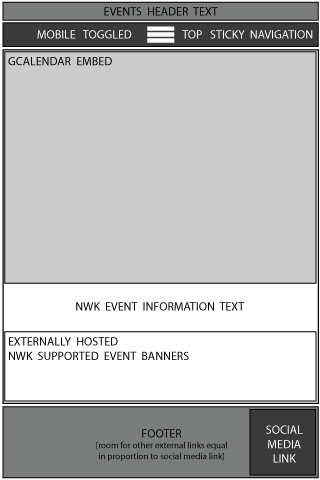 EVENTS HEADER TEXT
MOBILE TOGGLED TOP STICKY NAVIGATION
GCALENDAR EMBED
NWK EVENT INFORMATION TEXT
EXTERNALLY HOSTED
NWK SUPPORTED EVENT BANNERS
FOOTER
[room for other external links equal
in proportion to social media link]
SOCIAL
MEDIA
LINK